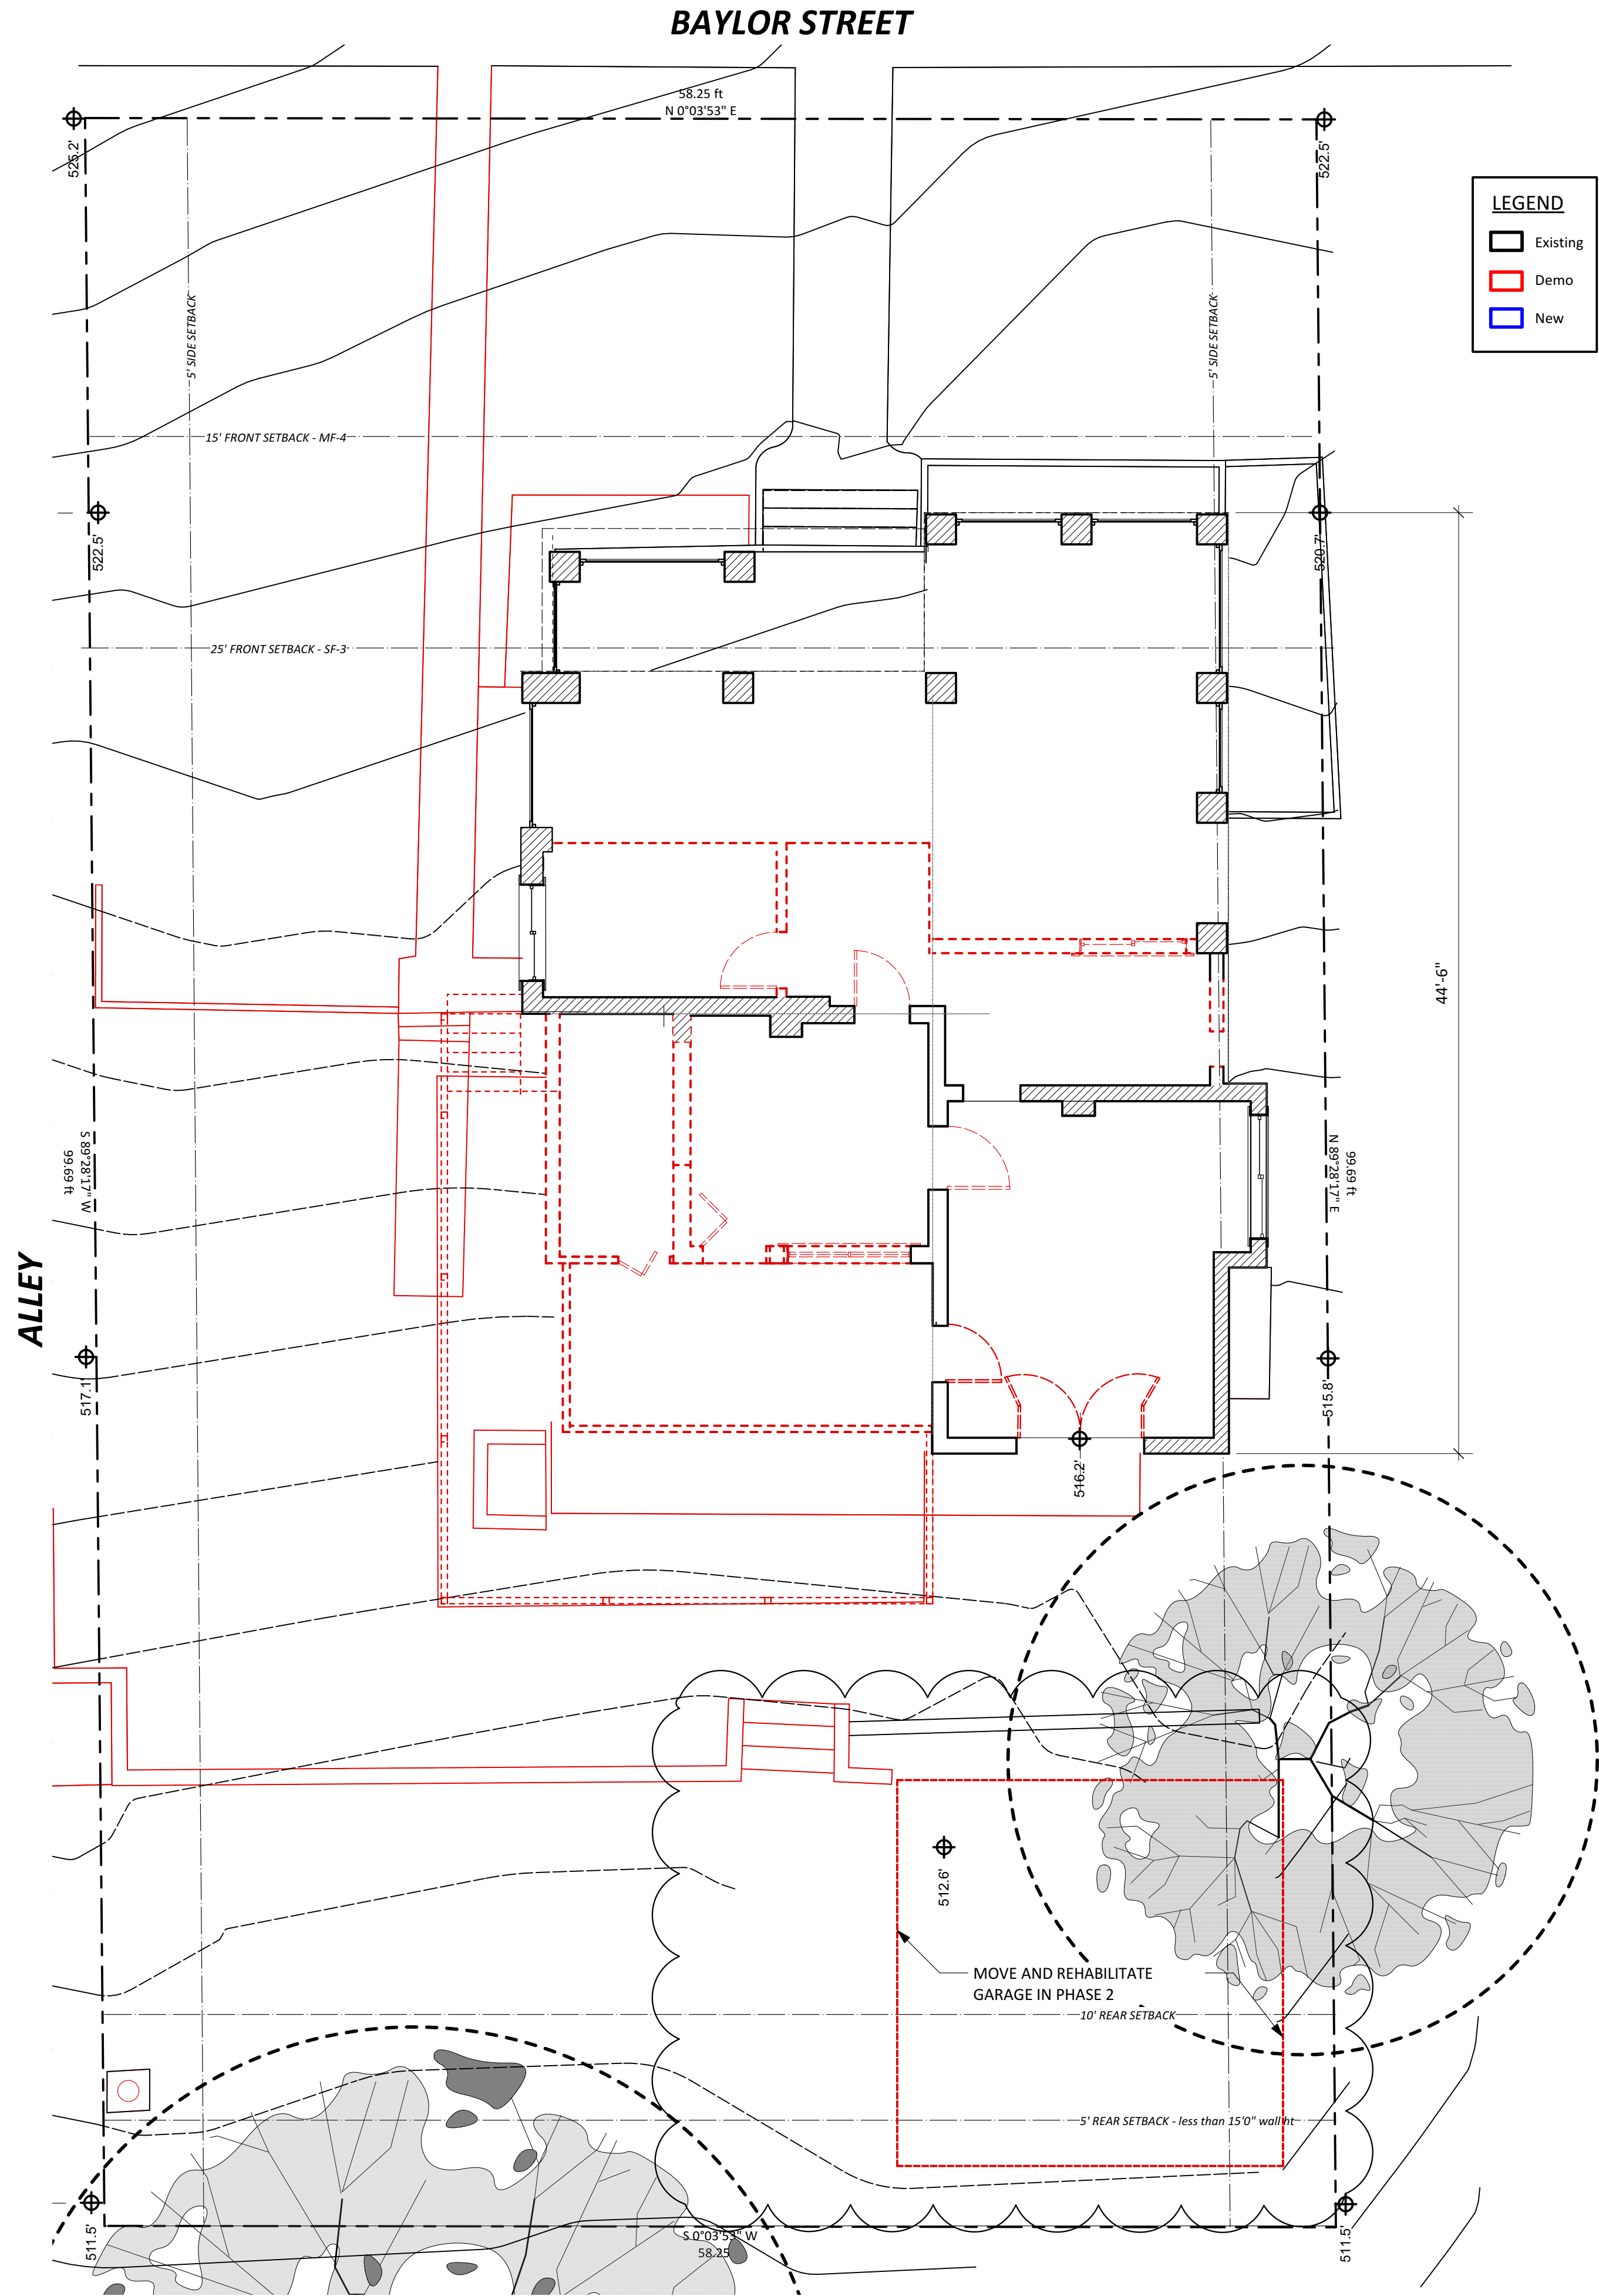 BAYLOR STREET
58.25 ft
N 0°03'53" E
525.2'
522.5'
LEGEND
Existing
Demo
New
5' SIDE SETBACK
5' SIDE SETBACK
15' FRONT SETBACK - MF-4
522.5'
520.7'
25' FRONT SETBACK - SF-3
44'-6"
S 89°28'17" W
99.69 ft
N 89°28'17" E
99.69 ft
ALLEY
517.1'
515.8'
516.2'
512.6'
MOVE AND REHABILITATE
GARAGE IN PHASE 2
10' REAR SETBACK
5' REAR SETBACK - less than 15'0" wall ht
511.5'
511.5'
S 0°03'53" W
58.25